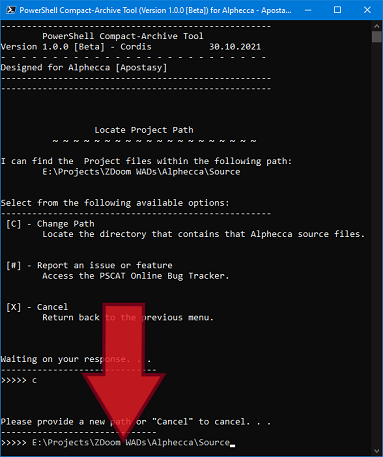 PowerShell Compact-Archive Tool (Version 1.0.0 [Beta]) for Alphecca - Aposta...
-----------------------------------------------------
PowerShell Compact-Archive Tool
Version 1.0.0 [Beta] - Cordis 30.10.2021
- - - - - - - - - - - - - - - - - - - - - - - - - - -
Designed for Alphecca [Apostasy]
-----------------------------------------------------
-----------------------------------------------------
Locate Project Path
~ ~ ~ ~ ~ ~ ~ ~ ~ ~ ~ ~ ~ ~ ~ ~ ~ ~ ~ ~
I can find the  Project files within the following path:
E:\Projects\ZDoom WADs\Alphecca\Source
Select from the following available options:
-----------------------------------------------------
[C] - Change Path
Locate the directory that contains that Alphecca source files.
[#] - Report an issue or feature
Access the PSCAT Online Bug Tracker.
[X] - Cancel
Return back to the previous menu.
Waiting on your response. . .
------------------------------
>>>>> c
Please provide a new path or "Cancel" to cancel. . .
------------------------------
>>>>> E:\Projects\ZDoom WADs\Alphecca\Source_